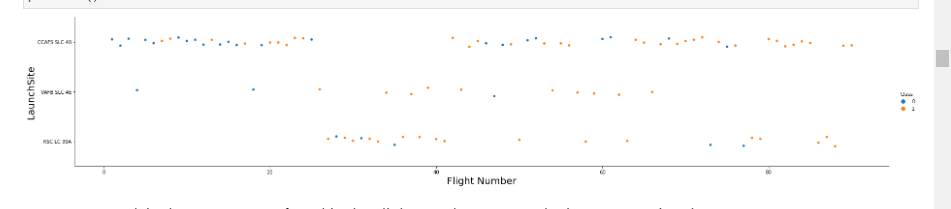 CCAFS SLC 40
VAFB SLC 4E
KSC LC 39A
LaunchSite
0
20
40
60
80
Flight Number
Class
0
1